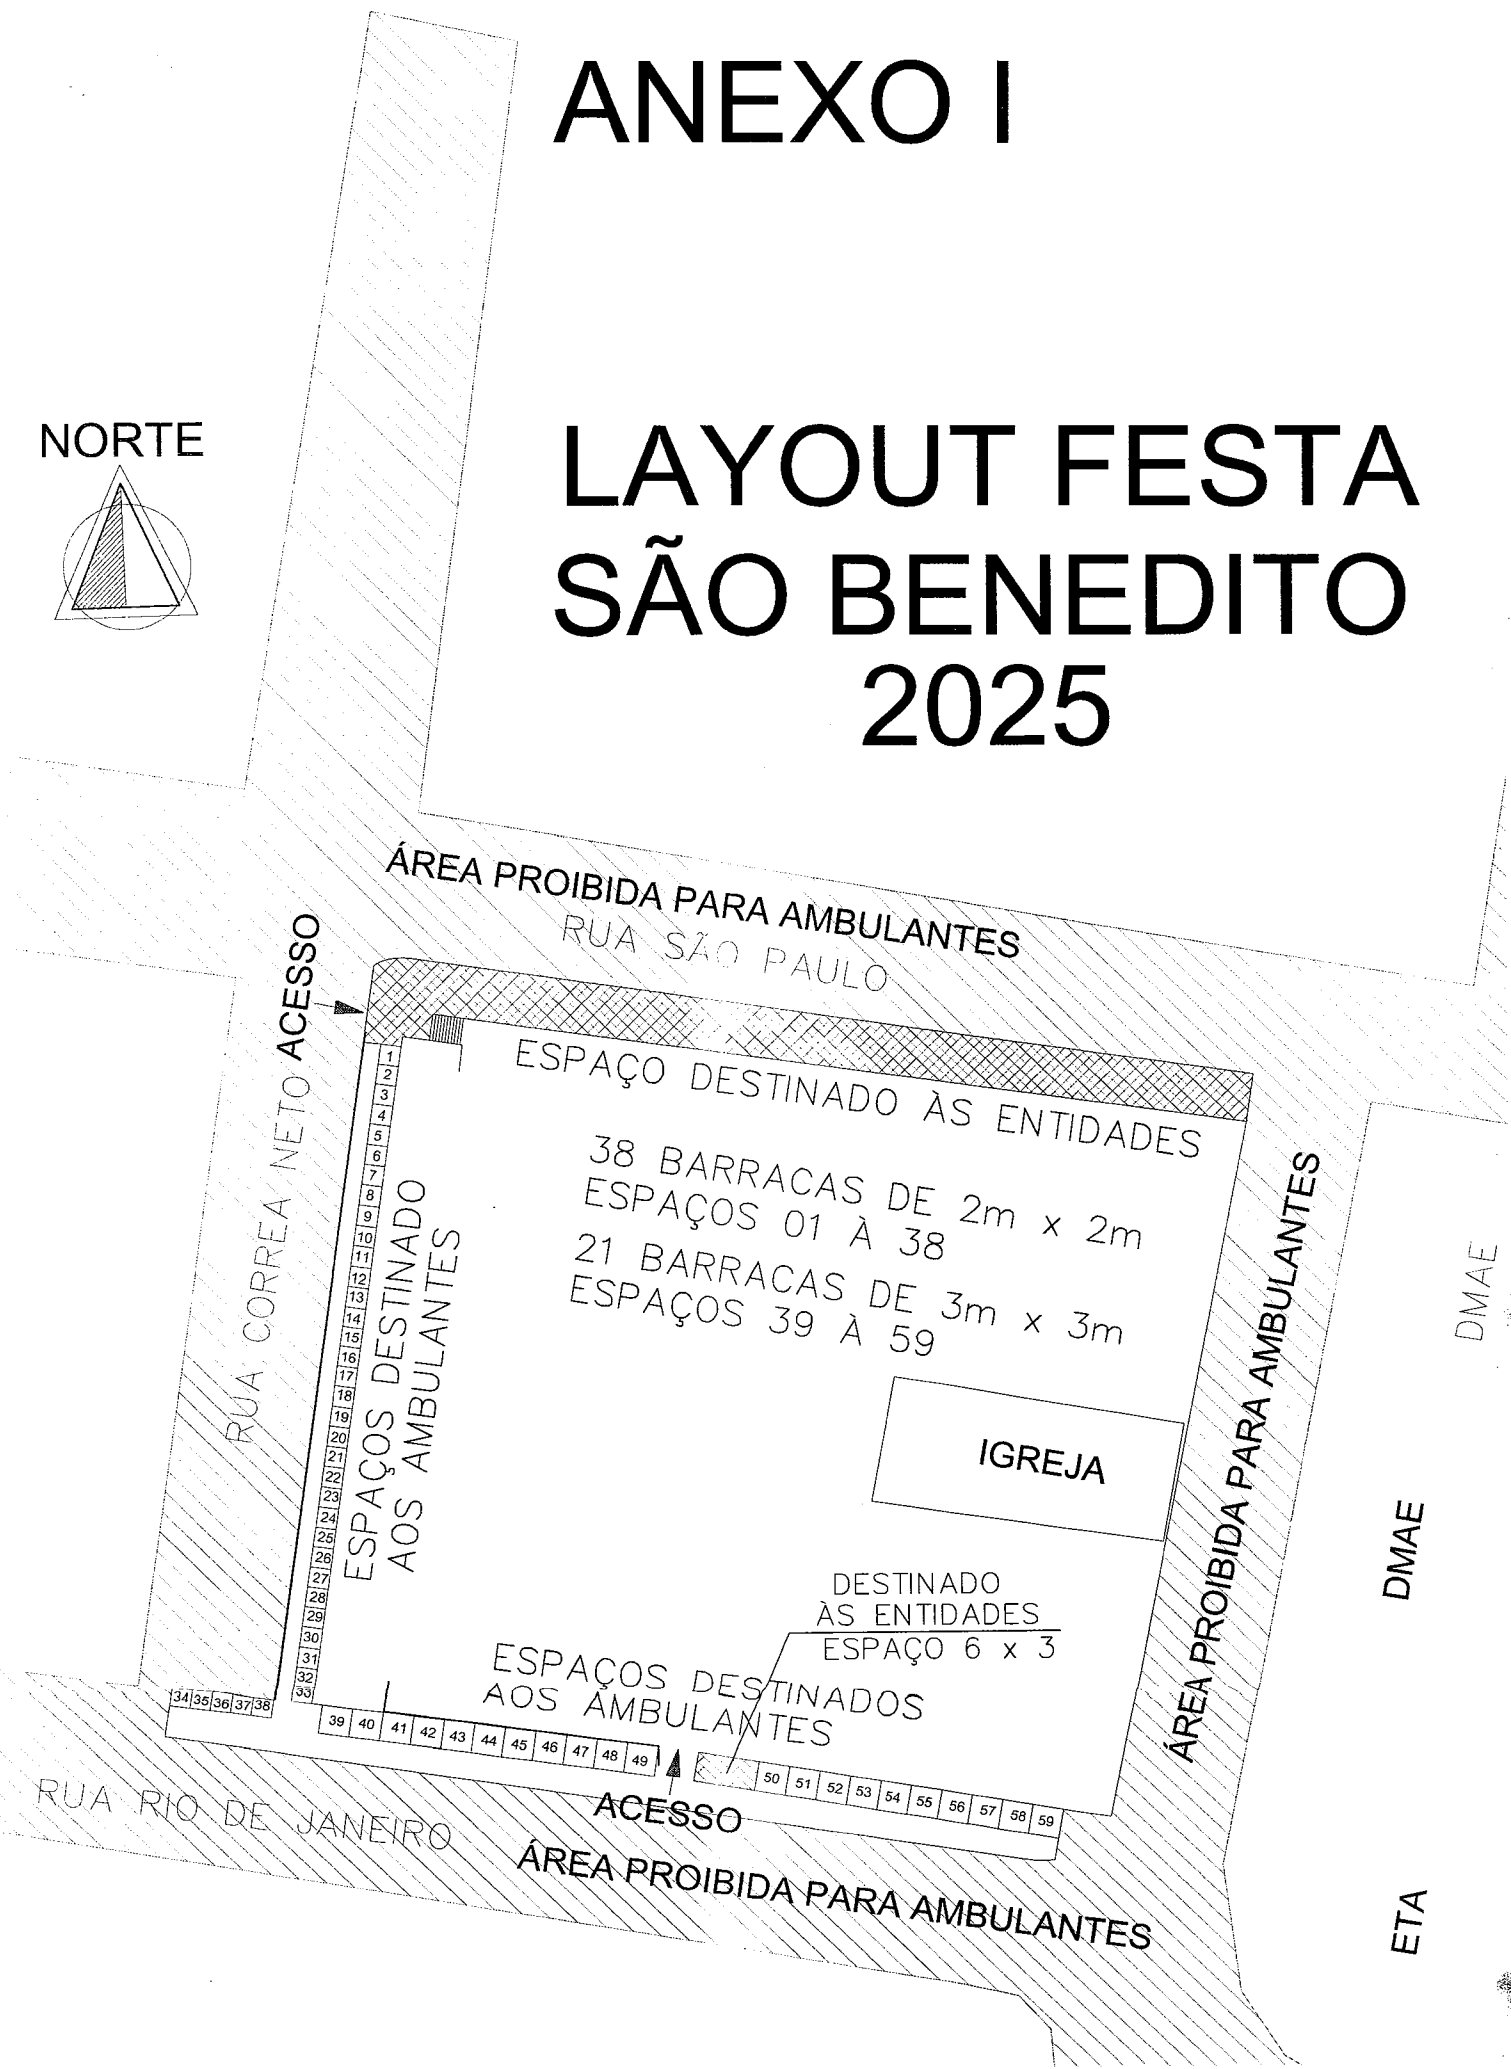 ANEXO I
NORTE
LAYOUT FESTA
SÃO BENEDITO
2025
ÁREA PROIBIDA PARA AMBULANTES
RUA SÃO PAULO
ACESSO
RUA CORREA NETO
ESPAÇO DESTINADO ÀS ENTIDADES
38 BARRACAS DE 2m x 2m
ESPAÇOS 01 À 38
21 BARRACAS DE 3m x 3m
ESPAÇOS 39 À 59
1
2
3
4
5
6
7
8
9
10
11
12
13
14
15
16
17
18
19
20
21
22
23
24
25
26
27
28
29
30
31
32
33
ESPAÇOS DESTINADO
AOS AMBULANTES
IGREJA
ÁREA PROIBIDA PARA AMBULANTES
DMAE
DMAE
ETA
DESTINADO
ÀS ENTIDADES
ESPAÇO 6 x 3
ESPAÇOS DESTINADOS
AOS AMBULANTES
34 35 36 37 38
39 40 41 42 43 44 45 46 47 48 49
50 51 52 53 54 55 56 57 58 59
ACESSO
RUA RIO DE JANEIRO
ÁREA PROIBIDA PARA AMBULANTES